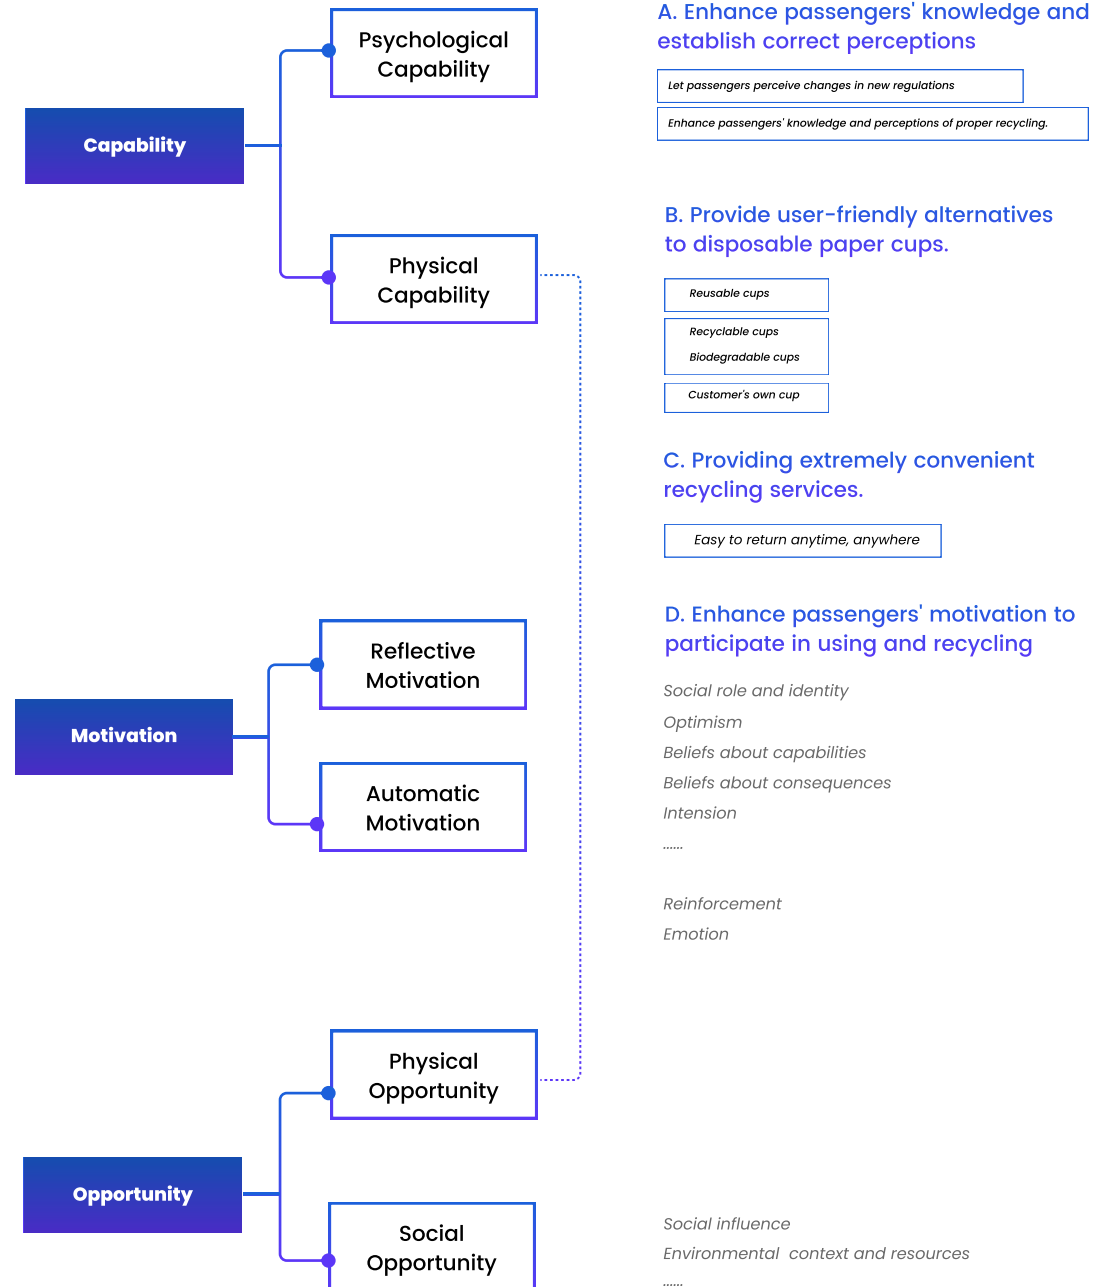 Psychological
Capability
Capability
Physical
Capability
A. Enhance passengers' knowledge and
establish correct perceptions
Let passengers perceive changes in new regulations
Enhance passengers' knowledge and perceptions of proper recycling.
B. Provide user-friendly alternatives
to disposable paper cups.
Reusable cups
Recyclable cups
Biodegradable cups
Customer's own cup
C. Providing extremely convenient
recycling services.
Easy to return anytime, anywhere
Reflective
Motivation
Motivation
Automatic
Motivation
D. Enhance passengers' motivation to
participate in using and recycling
Social role and identity
Optimism
Beliefs about capabilities
Beliefs about consequences
Intension
......
Reinforcement
Emotion
Physical
Opportunity
Opportunity
Social
Opportunity
Social influence
Environmental  context and resources
......